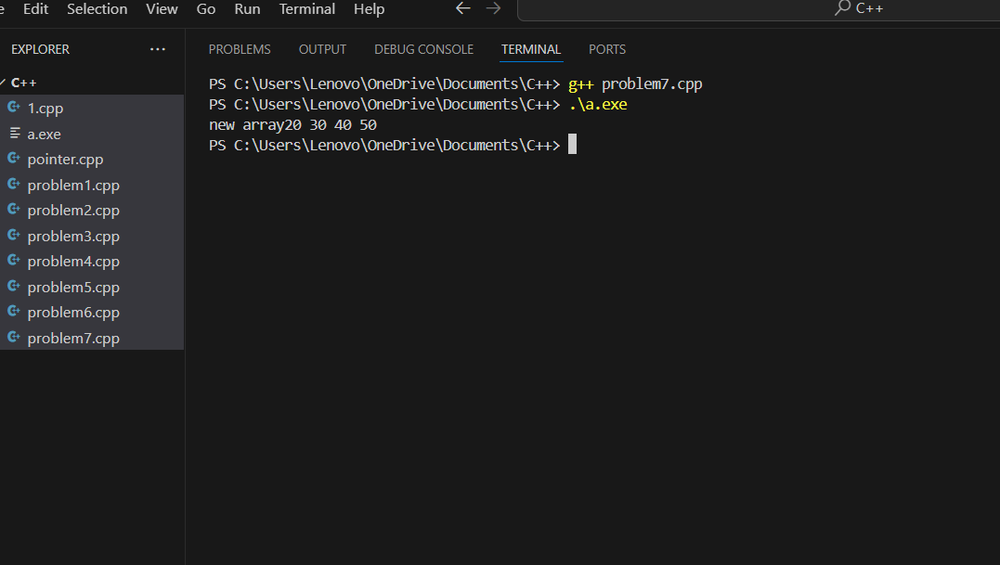 Edit Selection View Go Run Terminal Help C++
EXPLORER ...
PROBLEMS OUTPUT DEBUG CONSOLE TERMINAL PORTS
C++
1.cpp
a.exe
pointer.cpp
problem1.cpp
problem2.cpp
problem3.cpp
problem4.cpp
problem5.cpp
problem6.cpp
problem7.cpp
PS C:\Users\Lenovo\OneDrive\Documents\C++> g++ problem7.cpp
PS C:\Users\Lenovo\OneDrive\Documents\C++> .\a.exe
new array20 30 40 50
PS C:\Users\Lenovo\OneDrive\Documents\C++>